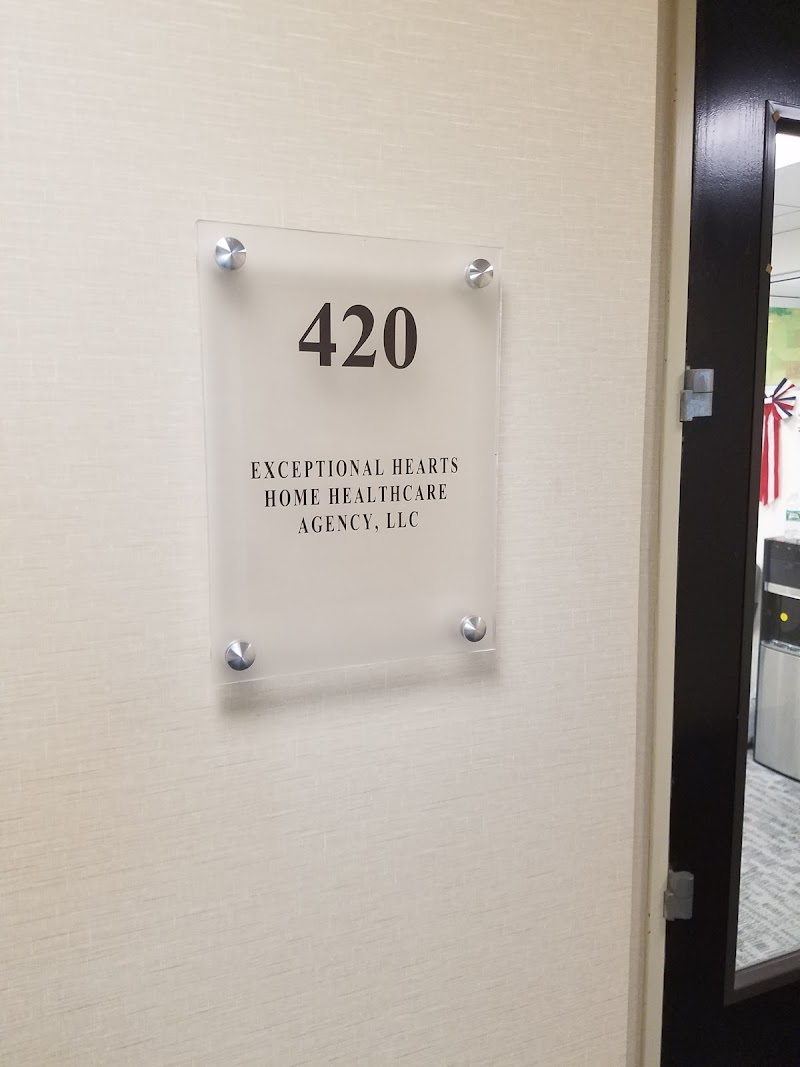 420
EXCEPTIONAL HEARTS
HOME HEALTHCARE
AGENCY, LLC